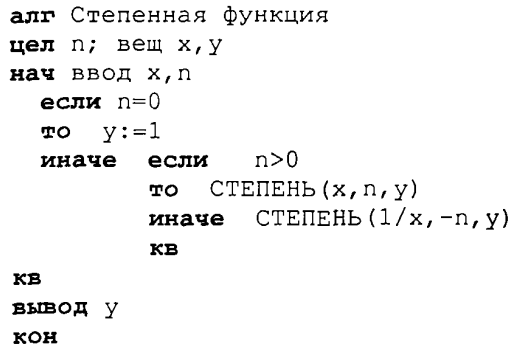 алг Степенная функция
цел n; вещ x,y
нач ввод x,n
если n=0
то y:=1
иначе если n>0
то СТЕПЕНЬ(x,n,y)
иначе СТЕПЕНЬ(1/x,-n,y)
кв
кв
вывод y
кон